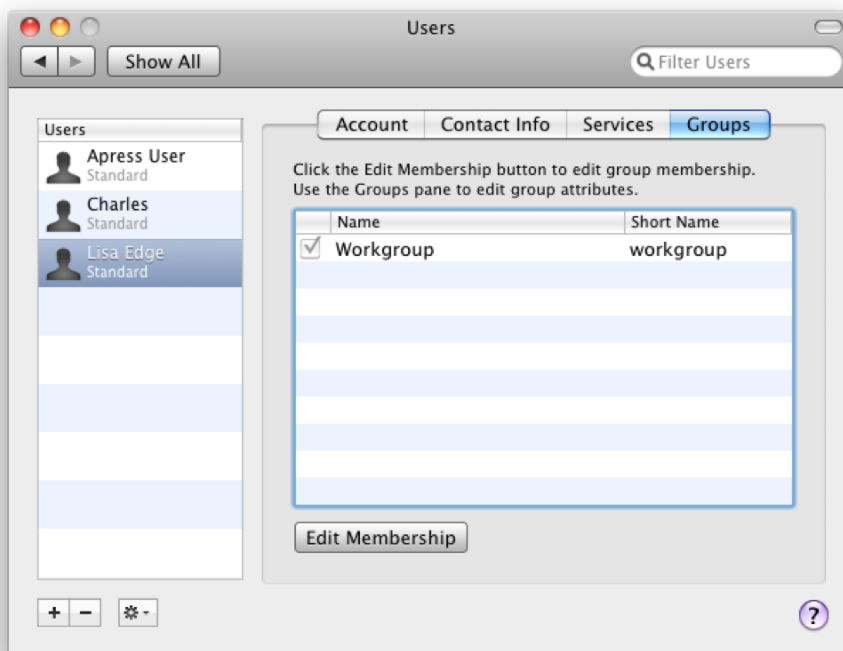 Users
Show All
Filter Users
Users
Apress User
Standard
Charles
Standard
Lisa Edge
Standard
Account Contact Info Services Groups
Click the Edit Membership button to edit group membership.
Use the Groups pane to edit group attributes.
Name Short Name
Workgroup workgroup
Edit Membership
+ −
?